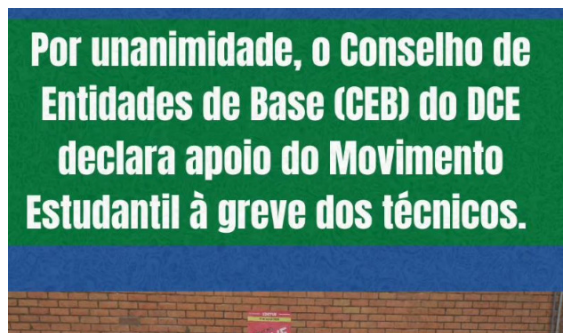 Por unanimidade, o Conselho de
Entidades de Base (CEB) do DCE
declara apoio do Movimento
Estudantil à greve dos técnicos.